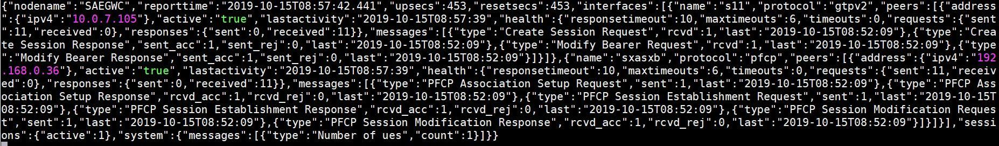 {"nodename":"SAEGWC","reporttime":"2019-10-15T08:57:42.441","upsecs":453,"resetsecs":453,"interfaces":[{"name":"s11","protocol":"gtpv2","peers":[{"address
":{"ipv4":"10.0.7.105"},"active":"true","lastactivity":"2019-10-15T08:57:39","health":{"responsetimeout":10,"maxtimeouts":6,"timeouts":0,"requests":{"sent
":11,"received":0},"responses":{"sent":0,"received":11}},"messages":[{"type":"Create Session Request","rcvd":1,"last":"2019-10-15T08:52:09"},{"type":"Crea
te Session Response","sent_acc":1,"sent_rej":0,"last":"2019-10-15T08:52:09"},{"type":"Modify Bearer Request","rcvd":1,"last":"2019-10-15T08:52:09"},{"type
":"Modify Bearer Response","sent_acc":1,"sent_rej":0,"last":"2019-10-15T08:52:09"}]}]},{"name":"sxasxb","protocol":"pfcp","peers":[{"address":{"ipv4":"192
.168.0.36"},"active":"true","lastactivity":"2019-10-15T08:57:39","health":{"responsetimeout":10,"maxtimeouts":6,"timeouts":0,"requests":{"sent":11,"receiv
ed":0},"responses":{"sent":0,"received":11}},"messages":[{"type":"PFCP Association Setup Request","sent":1,"last":"2019-10-15T08:52:09"},{"type":"PFCP Ass
ociation Setup Response","rcvd_acc":1,"rcvd_rej":0,"last":"2019-10-15T08:52:09"},{"type":"PFCP Session Establishment Request","sent":1,"last":"2019-10-15T
08:52:09"},{"type":"PFCP Session Establishment Response","rcvd_acc":1,"rcvd_rej":0,"last":"2019-10-15T08:52:09"},{"type":"PFCP Session Modification Reques
t","sent":1,"last":"2019-10-15T08:52:09"},{"type":"PFCP Session Modification Response","rcvd_acc":1,"rcvd_rej":0,"last":"2019-10-15T08:52:09"}]}]}],"sessi
ons":{"active":1},"system":{"messages":[{"type":"Number of ues","count":1}]}}